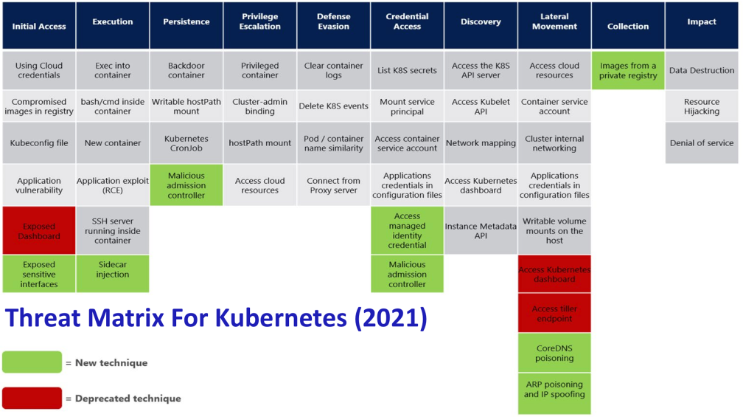 Initial Access
Execution
Persistence
Privilege
Escalation
Defense
Evasion
Credential
Access
Discovery
Lateral
Movement
Collection
Impact
Using Cloud
credentials
Exec into
container
Backdoor
container
Privileged
container
Clear container
logs
List K8S secrets
Access the K8S
API server
Access cloud
resources
Images from a
private registry
Data Destruction
Compromised
images in registry
bash/cmd inside
container
Writable hostPath
mount
Cluster-admin
binding
Delete K8S events
Mount service
principal
Access Kubelet
API
Container service
account
Resource
Hijacking
Kubeconfig file
New container
Kubernetes
CronJob
hostPath mount
Pod / container
name similarity
Access container
service account
Network mapping
Cluster internal
networking
Denial of service
Application
vulnerability
Application exploit
(RCE)
Malicious
admission
controller
Access cloud
resources
Connect from
Proxy server
Applications
credentials in
configuration files
Access Kubernetes
dashboard
Applications
credentials in
configuration files
Exposed
Dashboard
SSH server
running inside
container
Access
managed
identity
credential
Instance Metadata
API
Writable volume
mounts on the
host
Exposed
sensitive
interfaces
Sidecar
injection
Malicious
admission
controller
Access Kubernetes
dashboard
Access tiller
endpoint
CoreDNS
poisoning
ARP poisoning
and IP spoofing
Threat Matrix For Kubernetes (2021)
= New technique
= Deprecated technique